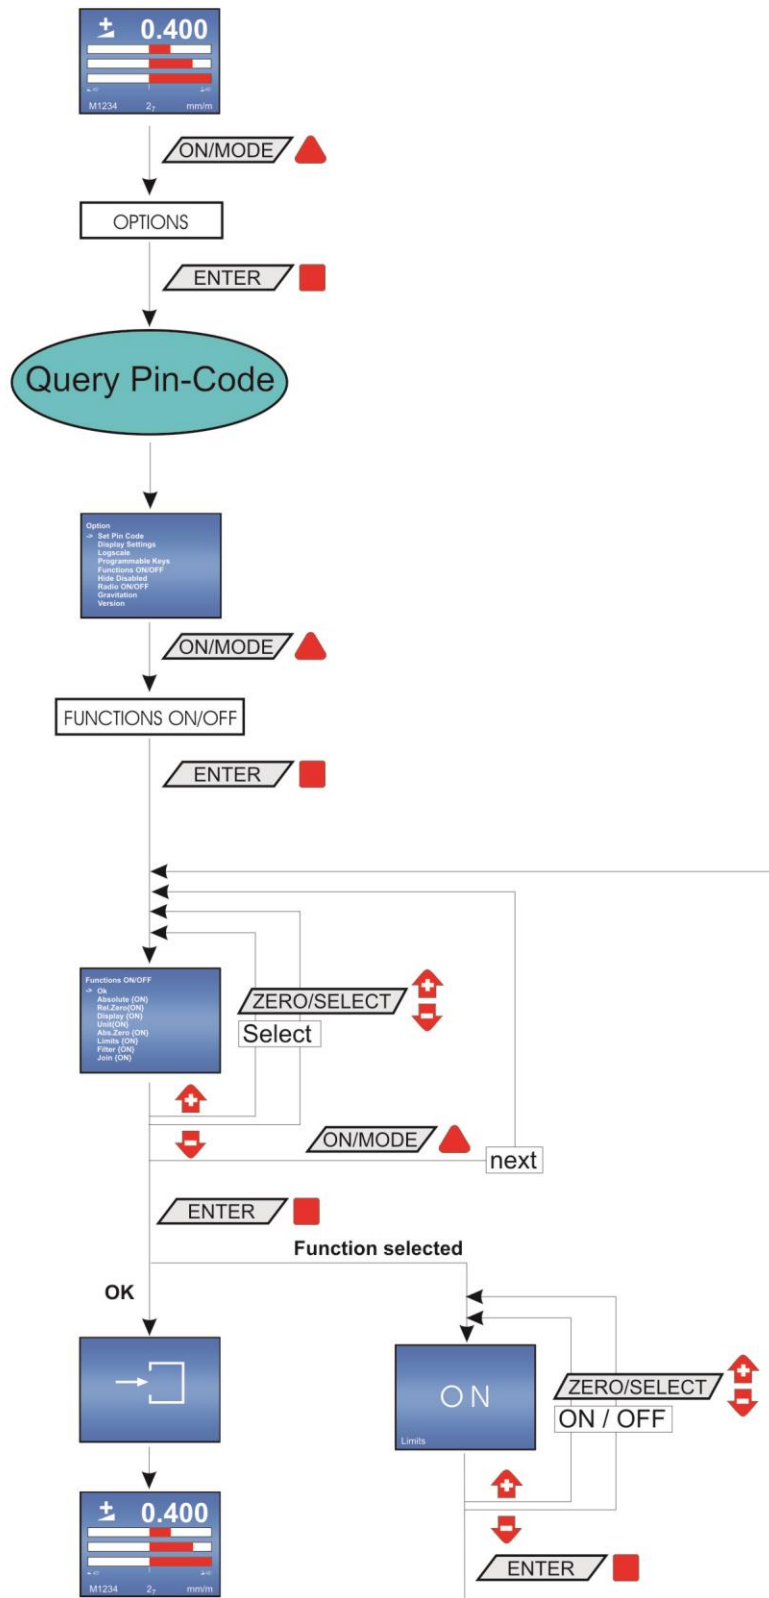 + 0.400
M1234 2₇ mm/m
ON/MODE
OPTIONS
ENTER
Query Pin-Code
Option
-> Set Pin Code
Display Settings
Logscale
Programmable Keys
Functions ON/OFF
Hide Disabled
Radio ON/OFF
Gravitation
Version
ON/MODE
FUNCTIONS ON/OFF
ENTER
Functions ON/OFF
-> Ok
Absolute {ON}
Rel.Zero{ON}
Display {ON}
Unit{ON}
Abs.Zero {ON}
Limits {ON}
Filter {ON}
Join {ON}
ZERO/SELECT
Select
ON/MODE
next
ENTER
Function selected
OK
ON
Limits
ZERO/SELECT
ON / OFF
+ 0.400
M1234 2₇ mm/m
ENTER